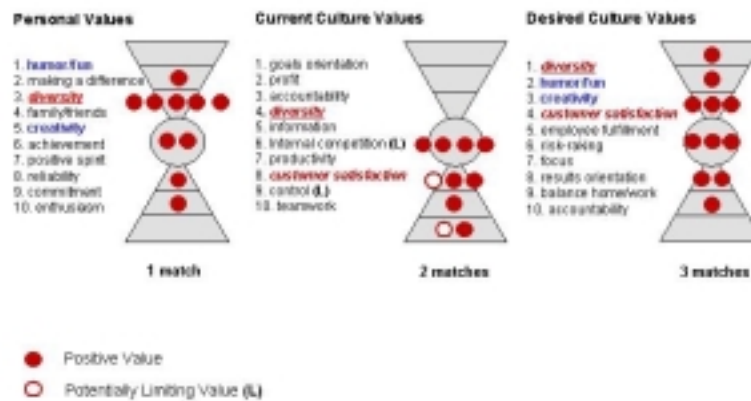 Personal Values
1. humor/fun
2. making a difference
3. diversity
4. family/friends
5. creativity
6. achievement
7. positive spirit
8. reliability
9. commitment
10. enthusiasm
1 match
Current Culture Values
1. goals orientation
2. profit
3. accountability
4. diversity
5. information
6. Internal competition (L)
7. productivity
8. customer satisfaction
9. control (L)
10. teamwork
2 matches
Desired Culture Values
1. diversity
2. humor/fun
3. creativity
4. customer satisfaction
5. employee fulfillment
6. risk-raking
7. focus
8. results orientation
9. balance home/work
10. accountability
3 matches
Positive Value
Potentially Limiting Value (L)